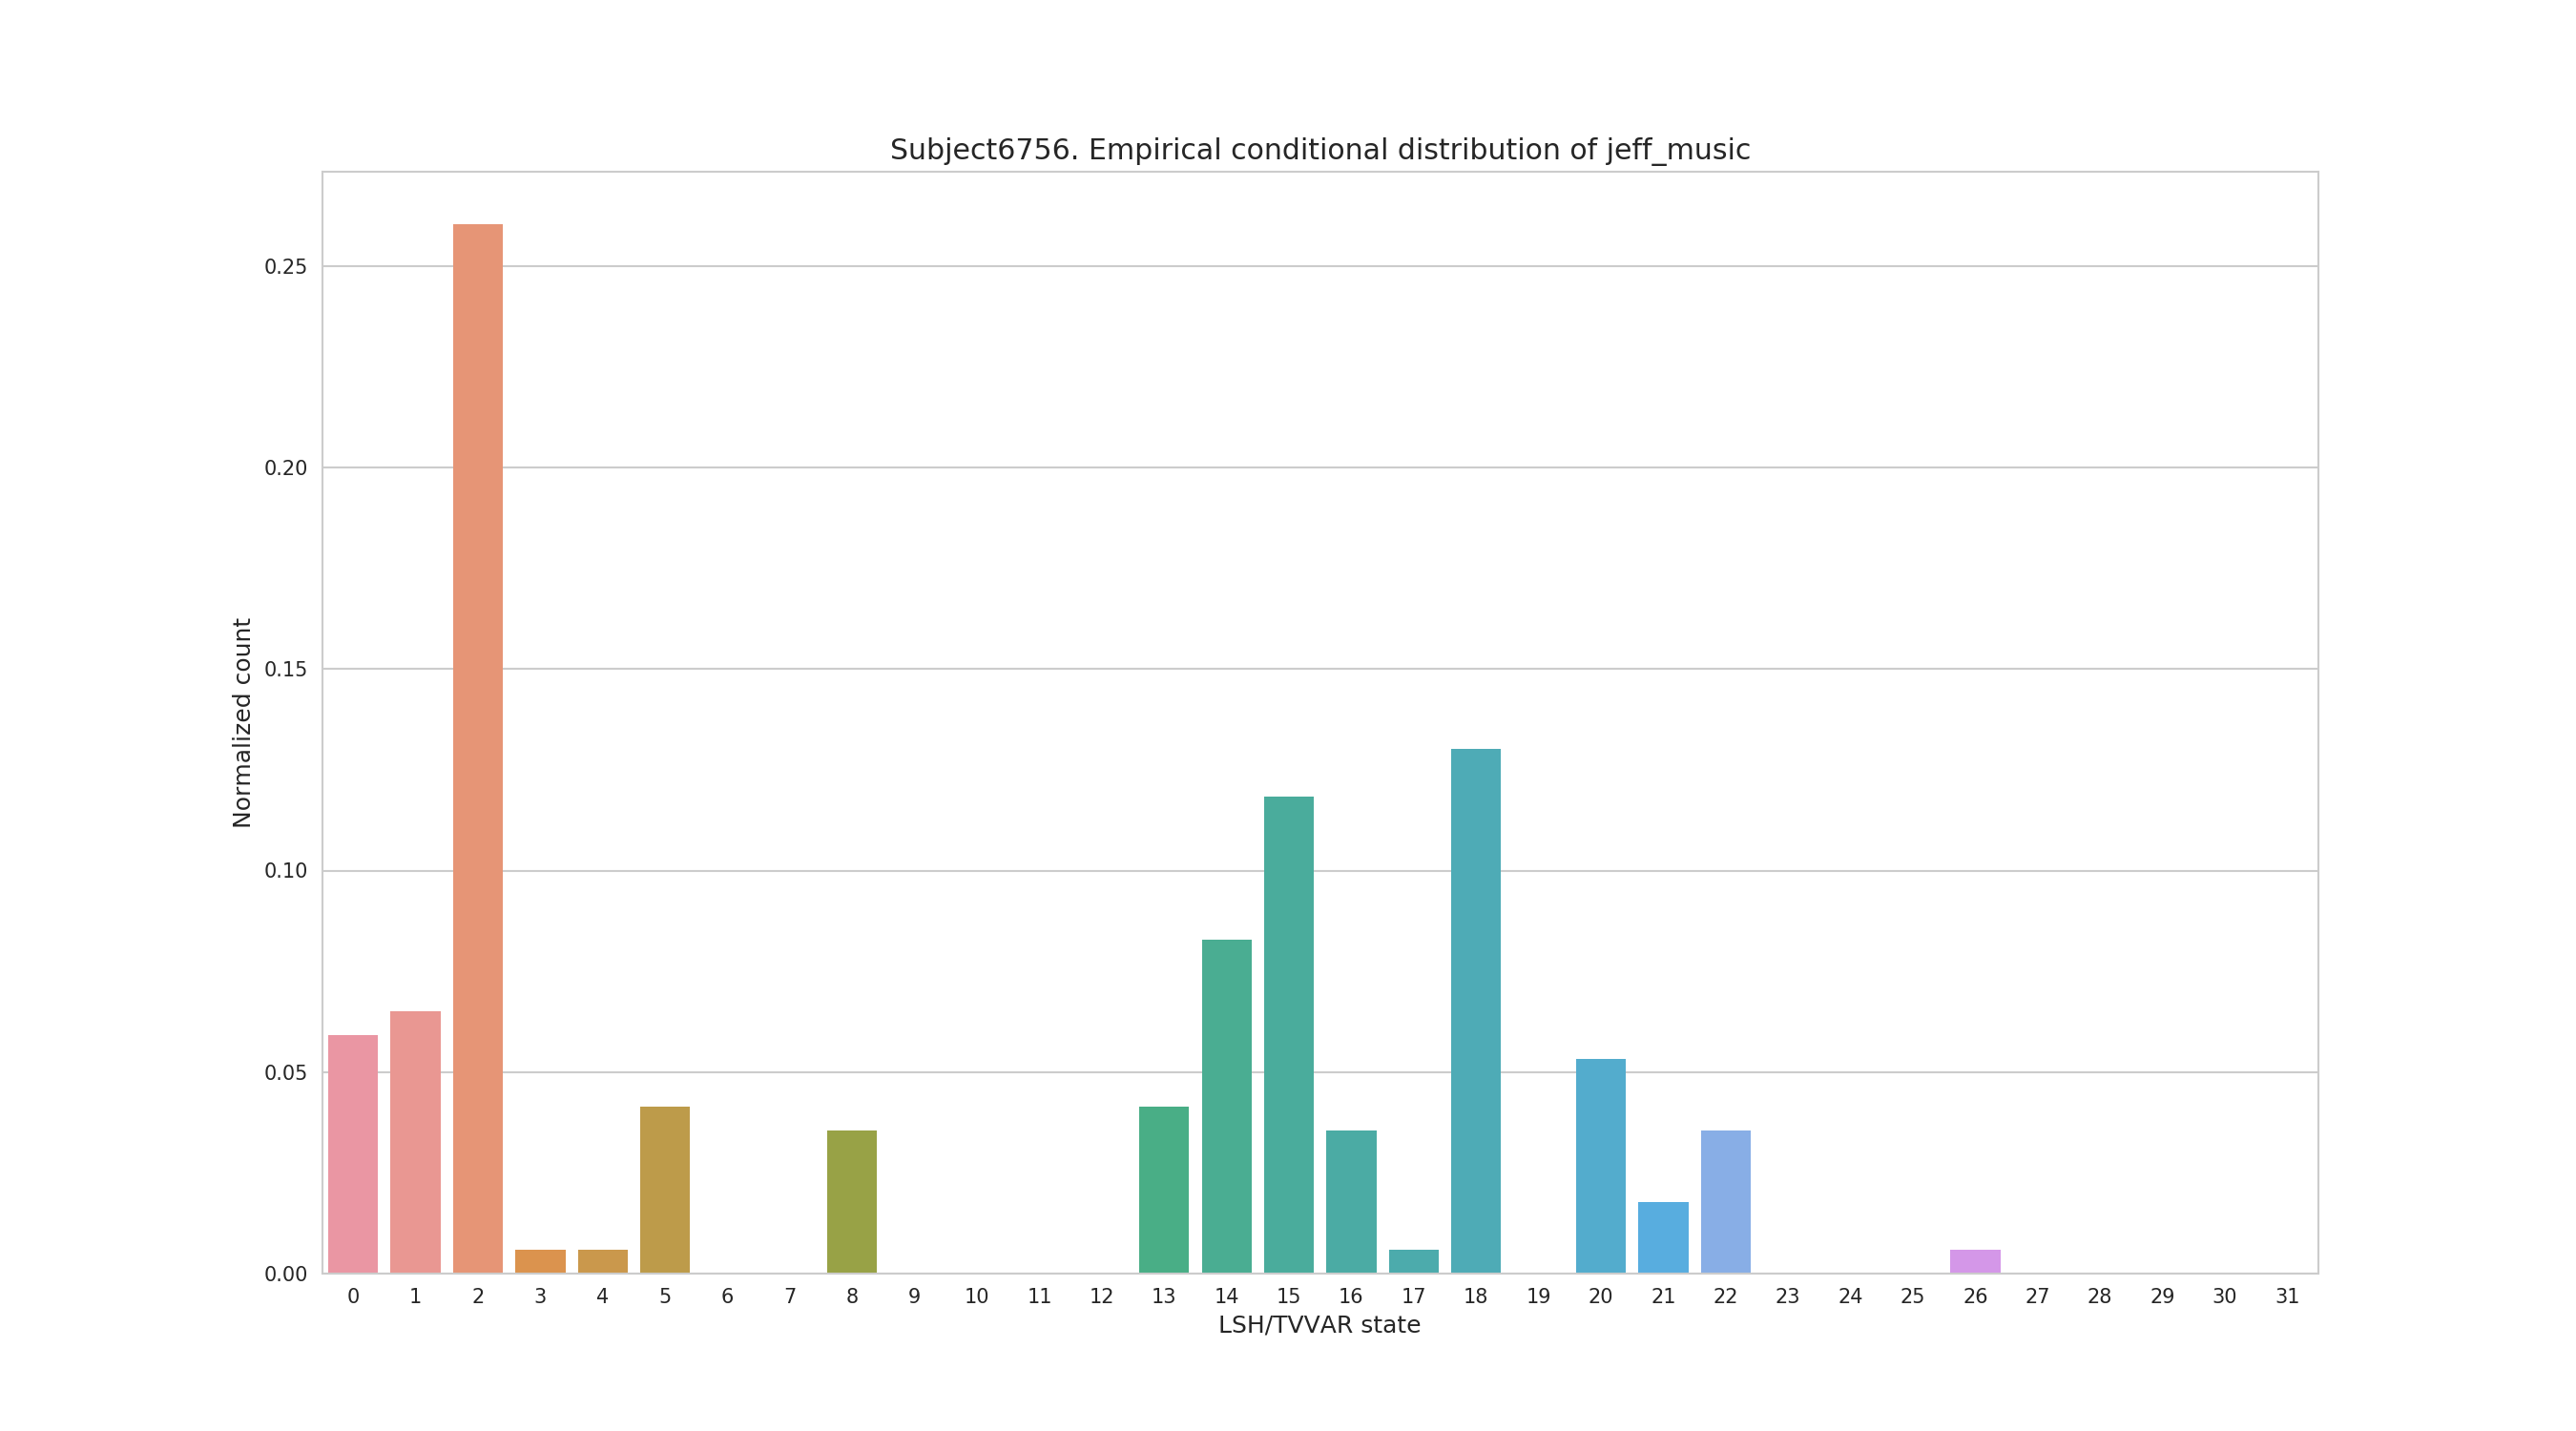 Subject6756. Empirical conditional distribution of jeff_music
Normalized count
0.25
0.20
0.15
0.10
0.05
0.00
0 1 2 3 4 5 6 7 8 9 10 11 12 13 14 15 16 17 18 19 20 21 22 23 24 25 26 27 28 29 30 31
LSH/TVVAR state